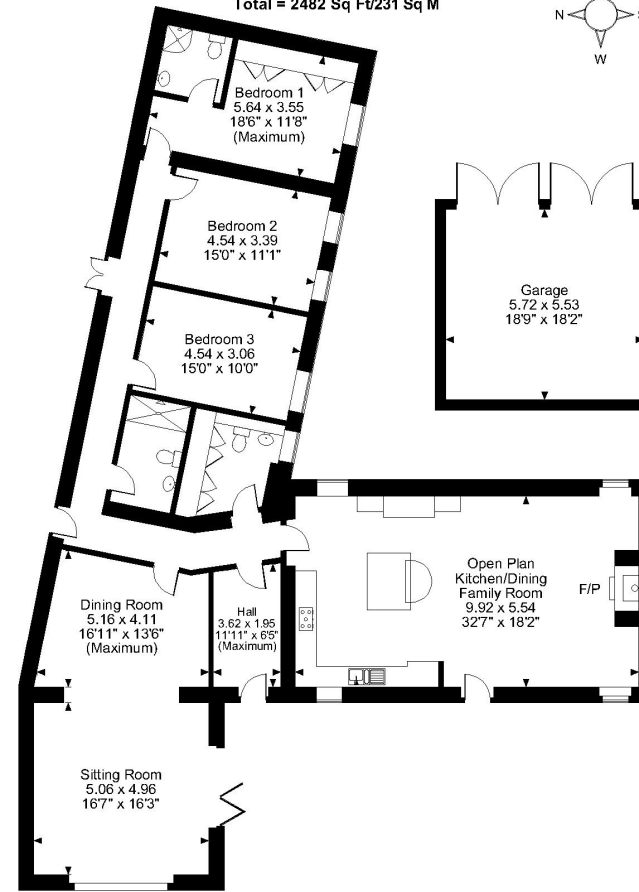 Total = 2482 Sq Ft/231 Sq M
N
W
Bedroom 1
5.64 x 3.55
18'6" x 11'8"
(Maximum)
Bedroom 2
4.54 x 3.39
15'0" x 11'1"
Garage
5.72 x 5.53
18'9" x 18'2"
Bedroom 3
4.54 x 3.06
15'0" x 10'0"
Open Plan
Kitchen/Dining
Family Room
9.92 x 5.54
32'7" x 18'2"
F/P
Dining Room
5.16 x 4.11
16'11" x 13'6"
(Maximum)
Hall
3.62 x 1.95
11'11" x 6'5"
(Maximum)
Sitting Room
5.06 x 4.96
16'7" x 16'3"